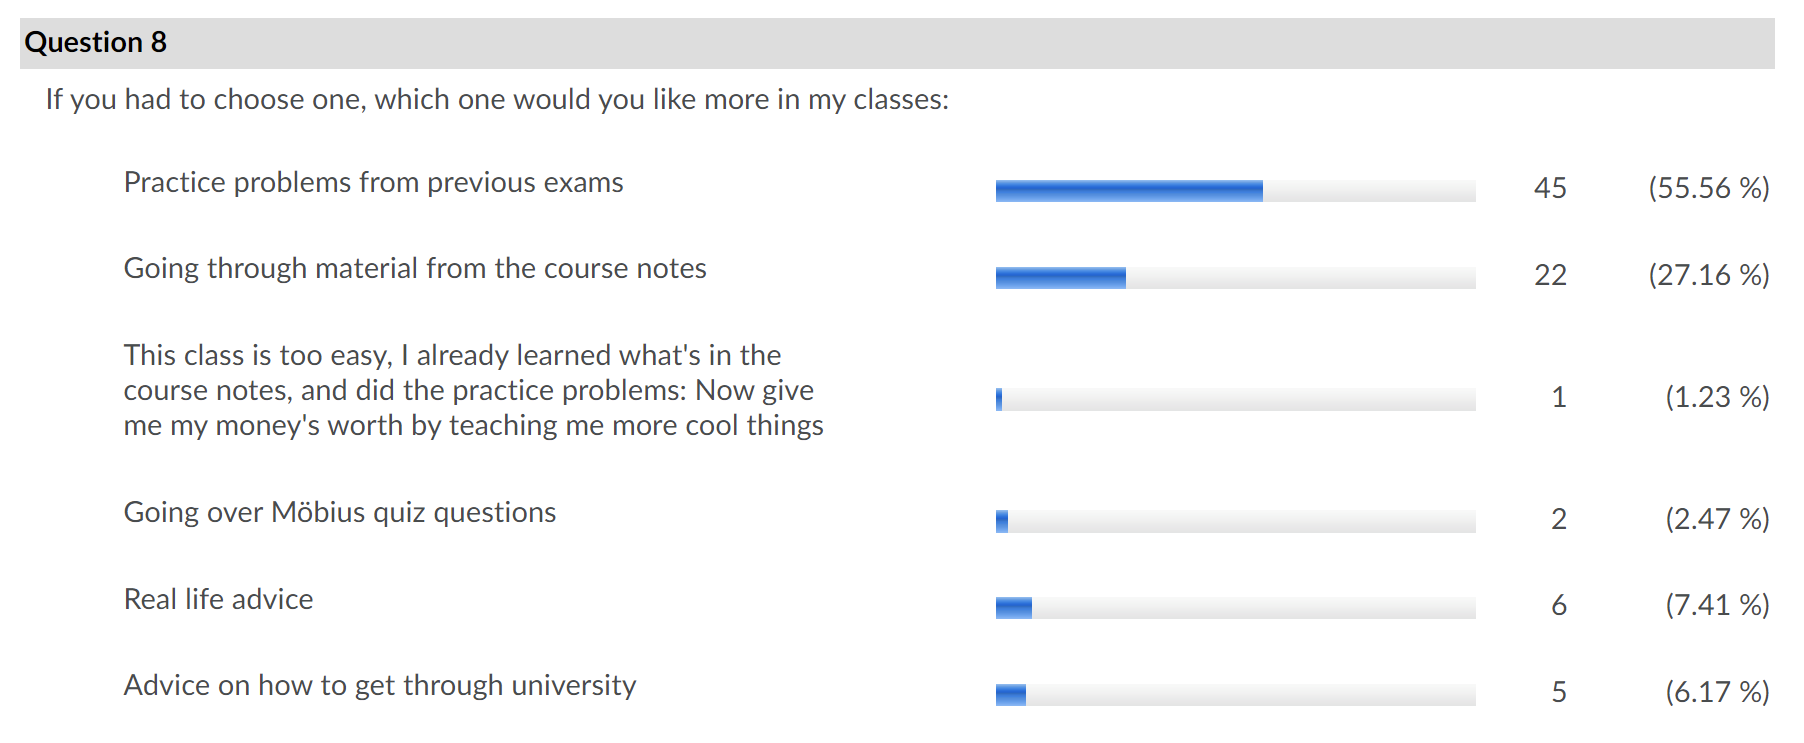 Question 8
If you had to choose one, which one would you like more in my classes:
Practice problems from previous exams 45 (55.56 %)
Going through material from the course notes 22 (27.16 %)
This class is too easy, I already learned what's in the
course notes, and did the practice problems: Now give
me my money's worth by teaching me more cool things
1 (1.23 %)
Going over Möbius quiz questions 2 (2.47 %)
Real life advice 6 (7.41 %)
Advice on how to get through university 5 (6.17 %)